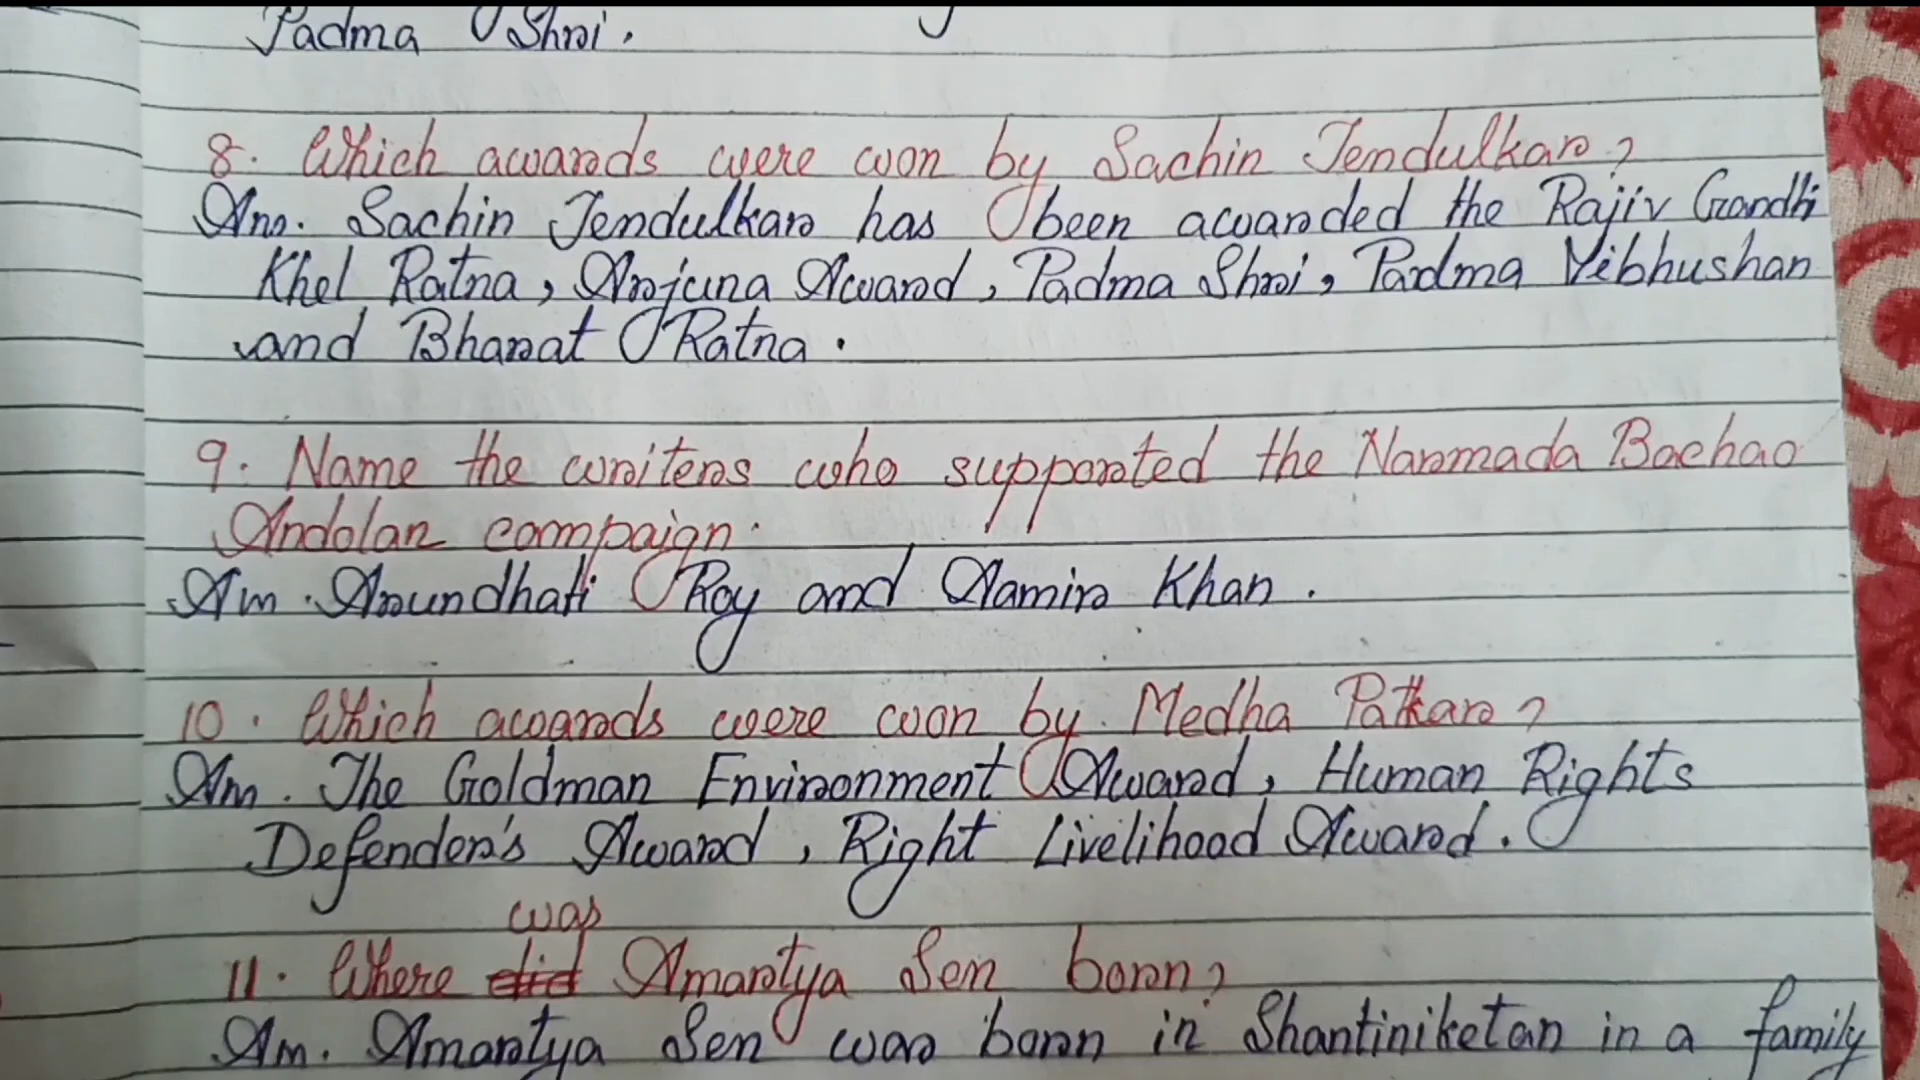 Padma Shri.
8. Which awards were won by Sachin Tendulkar?
Ans. Sachin Tendulkar has been awarded the Rajiv Gandhi
Khel Ratna, Arjuna Award, Padma Shri, Padma Vibhushan
and Bharat Ratna.
9. Name the writers who supported the Narmada Bachao
Andolan campaign.
Ans. Arundhati Roy and Aamir Khan.
10. Which awards were won by Medha Patkar?
Ans. The Goldman Environment Award, Human Rights
Defender's Award, Right Livelihood Award.
was
11. Where did Amartya Sen born?
Ans. Amartya Sen was born in Shantiniketan in a family